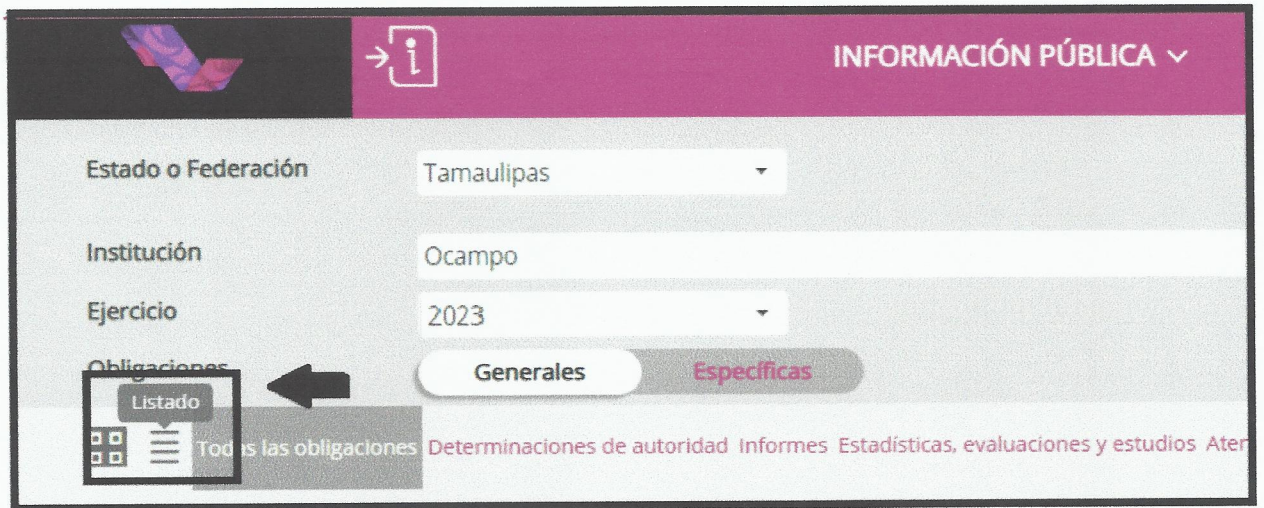 INFORMACIÓN PÚBLICA
Estado o Federación
Tamaulipas
Institución
Ocampo
Ejercicio
2023
Obligaciones
Generales
Específicas
Listado
Todas las obligaciones Determinaciones de autoridad Informes Estadísticas, evaluaciones y estudios Aten